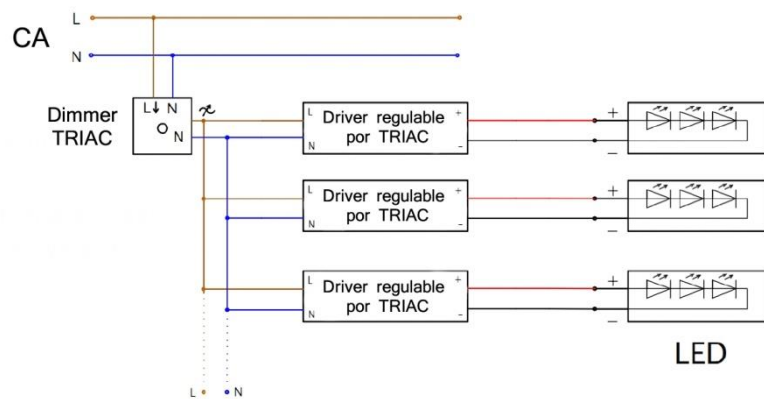 L
CA
N
Dimmer
TRIAC
L N
N
L
N
Driver regulable
por TRIAC
+
-
+
−
L
N
Driver regulable
por TRIAC
+
-
+
−
L
N
Driver regulable
por TRIAC
+
-
+
−
LED
L
N